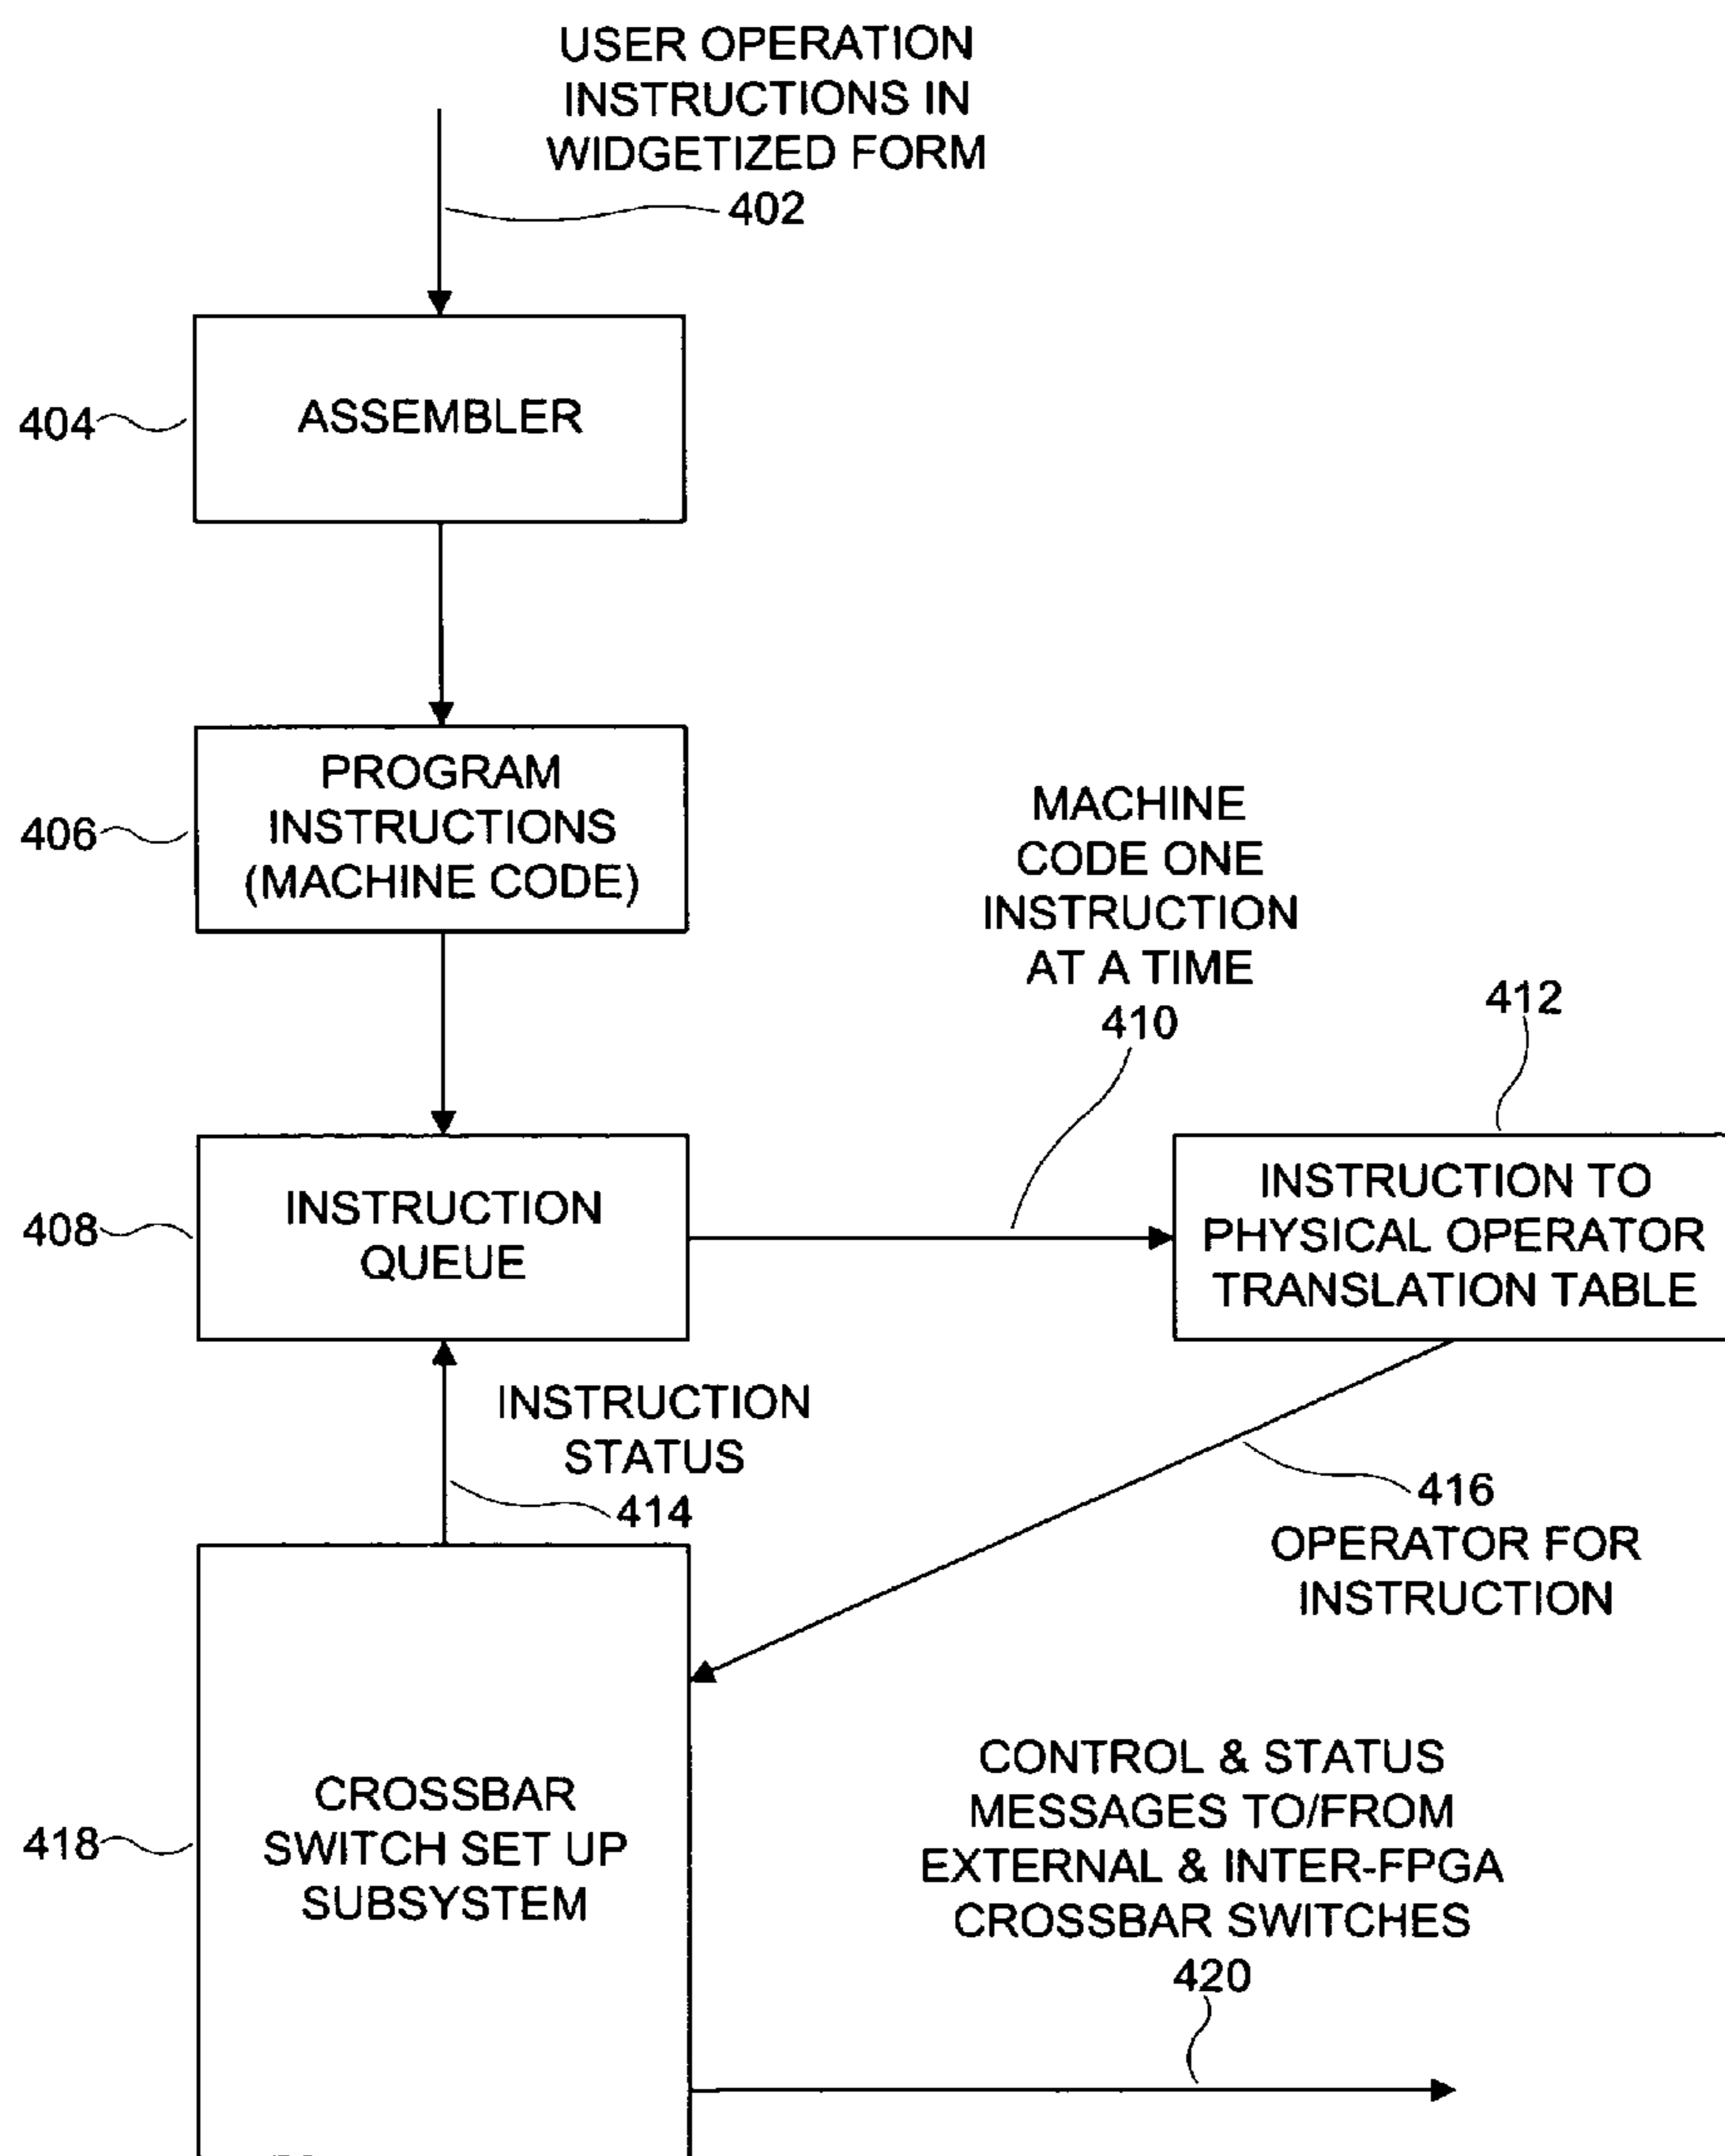 USER OPERATION
INSTRUCTIONS IN
WIDGETIZED FORM
402
404
ASSEMBLER
406
PROGRAM
INSTRUCTIONS
(MACHINE CODE)
MACHINE
CODE ONE
INSTRUCTION
AT A TIME
410
412
408
INSTRUCTION
QUEUE
INSTRUCTION TO
PHYSICAL OPERATOR
TRANSLATION TABLE
INSTRUCTION
STATUS
414
416
OPERATOR FOR
INSTRUCTION
418
CROSSBAR
SWITCH SET UP
SUBSYSTEM
CONTROL & STATUS
MESSAGES TO/FROM
EXTERNAL & INTER-FPGA
CROSSBAR SWITCHES
420